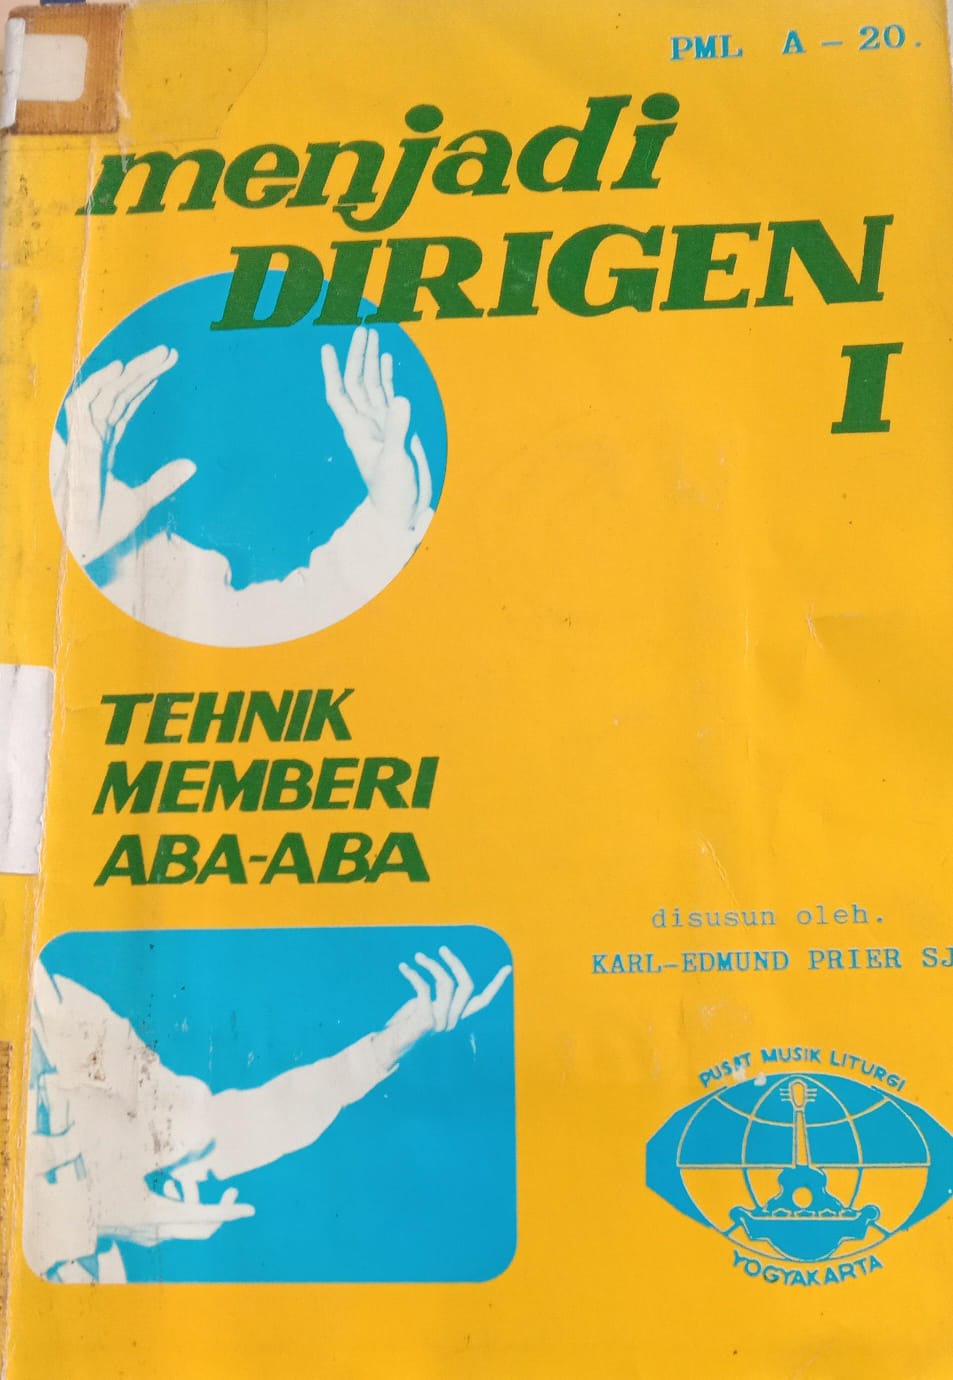 PML A - 20.
menjadi
DIRIGEN
I
TEHNIK
MEMBERI
ABA-ABA
disusun oleh.
KARL-EDMUND PRIER SJ
PUSAT MUSIK LITURGI
YOGYAKARTA